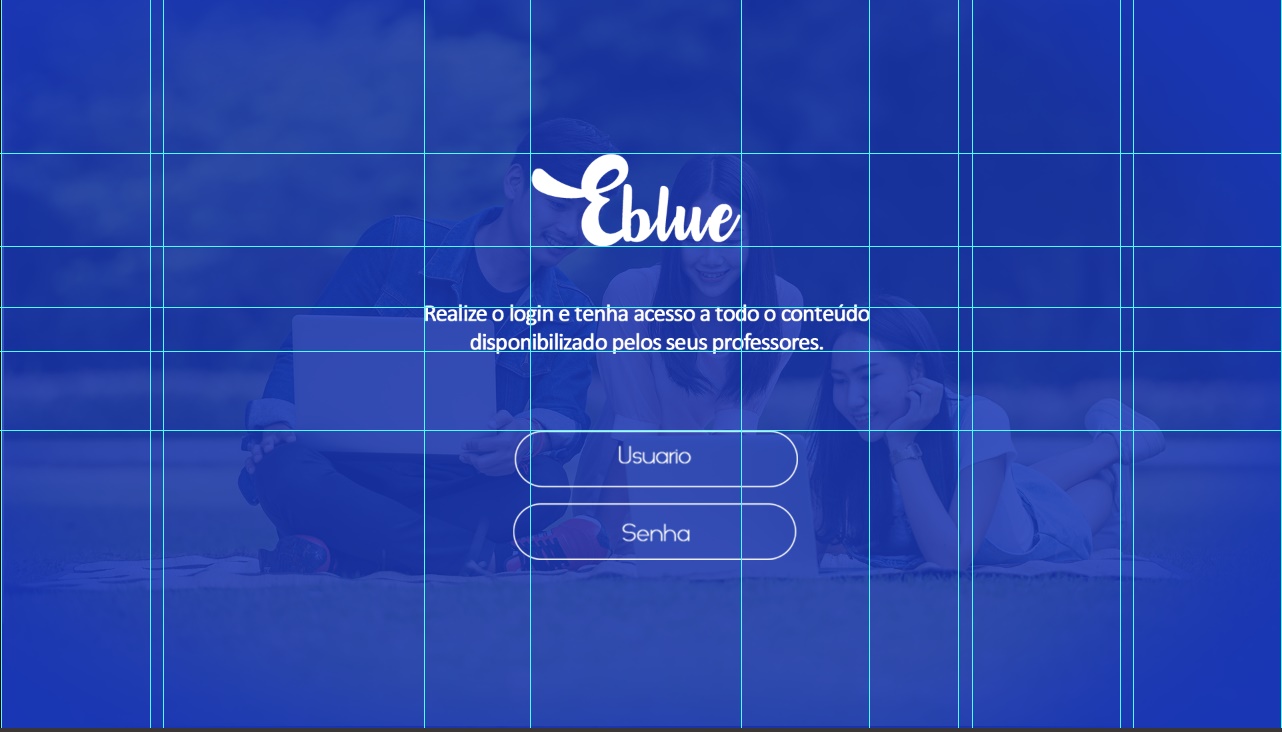 Eblue
Realize o login e tenha acesso a todo o conteúdo
disponibilizado pelos seus professores.
Usuario
Senha